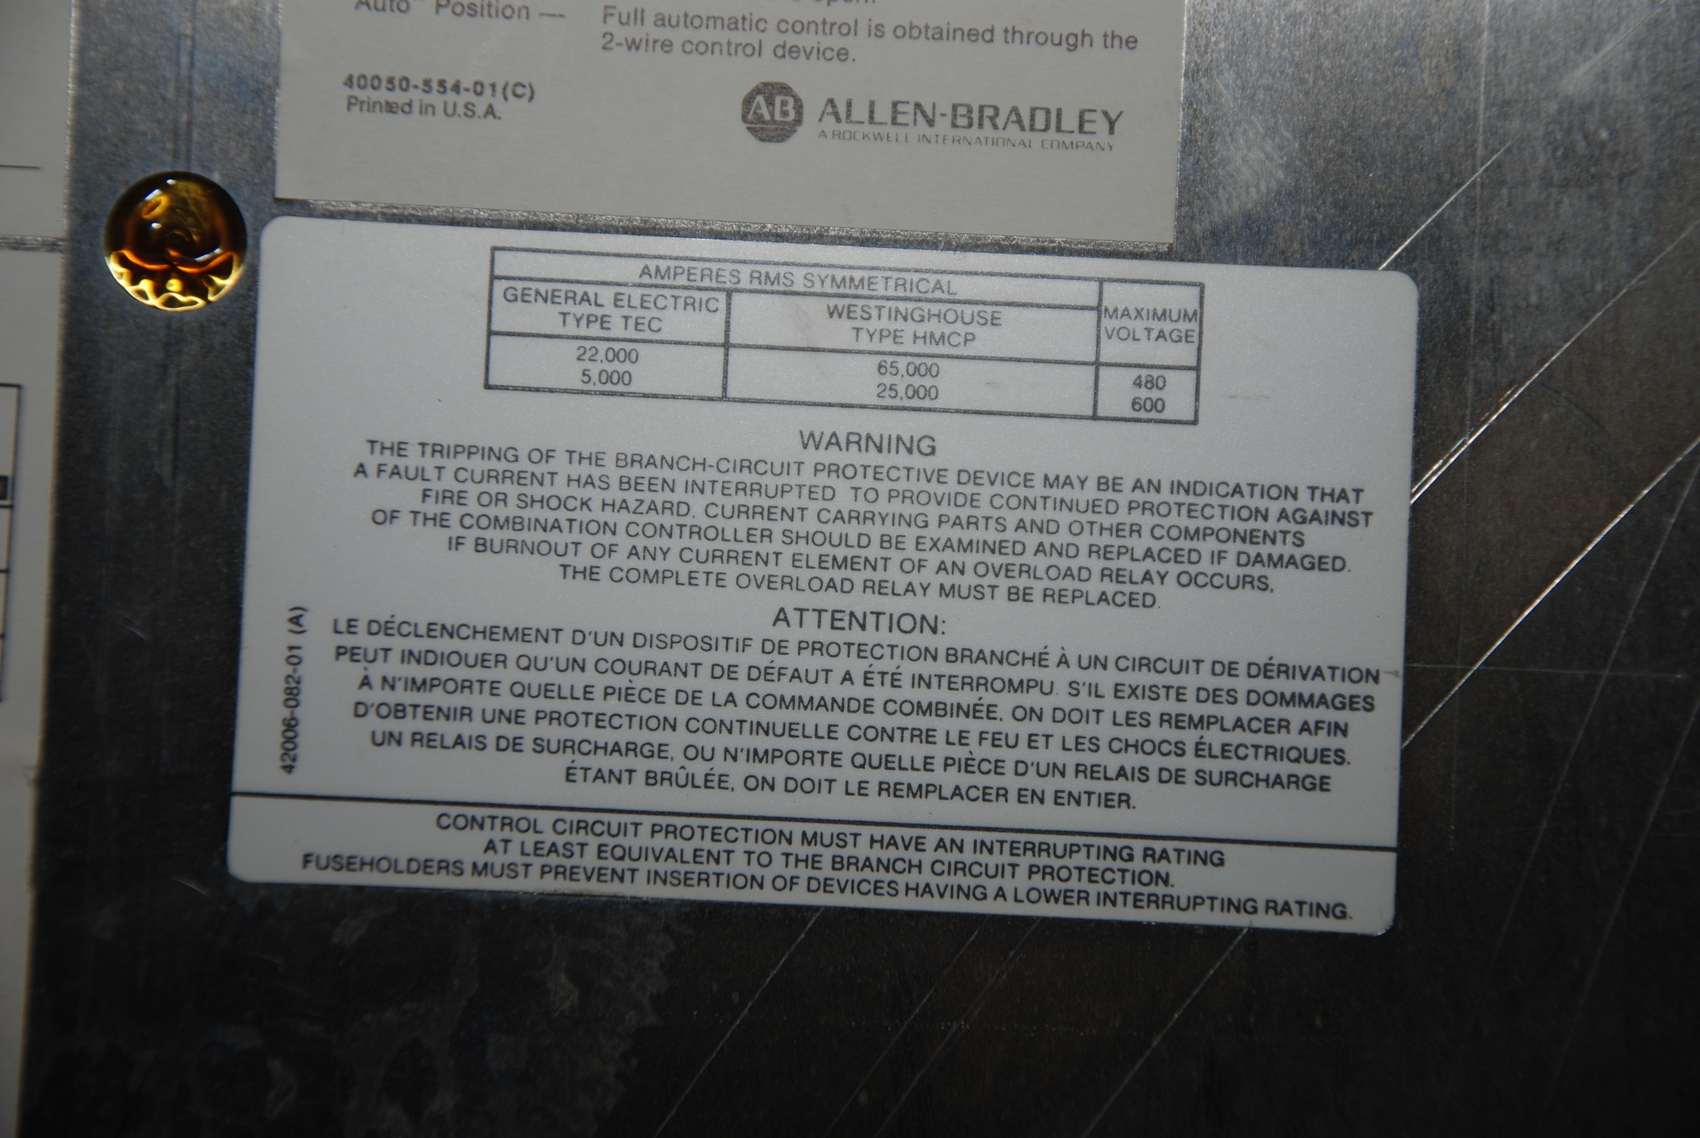 Auto" Position —
Full automatic control is obtained through the
2-wire control device.
40050-554-01(C)
Printed in U.S.A.
AB ALLEN-BRADLEY
A ROCKWELL INTERNATIONAL COMPANY
AMPERES RMS SYMMETRICAL
GENERAL ELECTRIC
TYPE TEC
WESTINGHOUSE
TYPE HMCP
MAXIMUM
VOLTAGE
22,000 65,000 480
5,000 25,000 600
WARNING
THE TRIPPING OF THE BRANCH-CIRCUIT PROTECTIVE DEVICE MAY BE AN INDICATION THAT
A FAULT CURRENT HAS BEEN INTERRUPTED. TO PROVIDE CONTINUED PROTECTION AGAINST
FIRE OR SHOCK HAZARD, CURRENT CARRYING PARTS AND OTHER COMPONENTS
OF THE COMBINATION CONTROLLER SHOULD BE EXAMINED AND REPLACED IF DAMAGED.
IF BURNOUT OF ANY CURRENT ELEMENT OF AN OVERLOAD RELAY OCCURS,
THE COMPLETE OVERLOAD RELAY MUST BE REPLACED.
ATTENTION:
LE DÉCLENCHEMENT D'UN DISPOSITIF DE PROTECTION BRANCHÉ À UN CIRCUIT DE DÉRIVATION
PEUT INDIOUER QU'UN COURANT DE DÉFAUT A ÉTÉ INTERROMPU. S'IL EXISTE DES DOMMAGES
À N'IMPORTE QUELLE PIÈCE DE LA COMMANDE COMBINÉE, ON DOIT LES REMPLACER AFIN
D'OBTENIR UNE PROTECTION CONTINUELLE CONTRE LE FEU ET LES CHOCS ÉLECTRIQUES.
UN RELAIS DE SURCHARGE, OU N'IMPORTE QUELLE PIÈCE D'UN RELAIS DE SURCHARGE
ÉTANT BRÛLÉE, ON DOIT LE REMPLACER EN ENTIER.
42006-082-01 (A)
CONTROL CIRCUIT PROTECTION MUST HAVE AN INTERRUPTING RATING
AT LEAST EQUIVALENT TO THE BRANCH CIRCUIT PROTECTION.
FUSEHOLDERS MUST PREVENT INSERTION OF DEVICES HAVING A LOWER INTERRUPTING RATING.